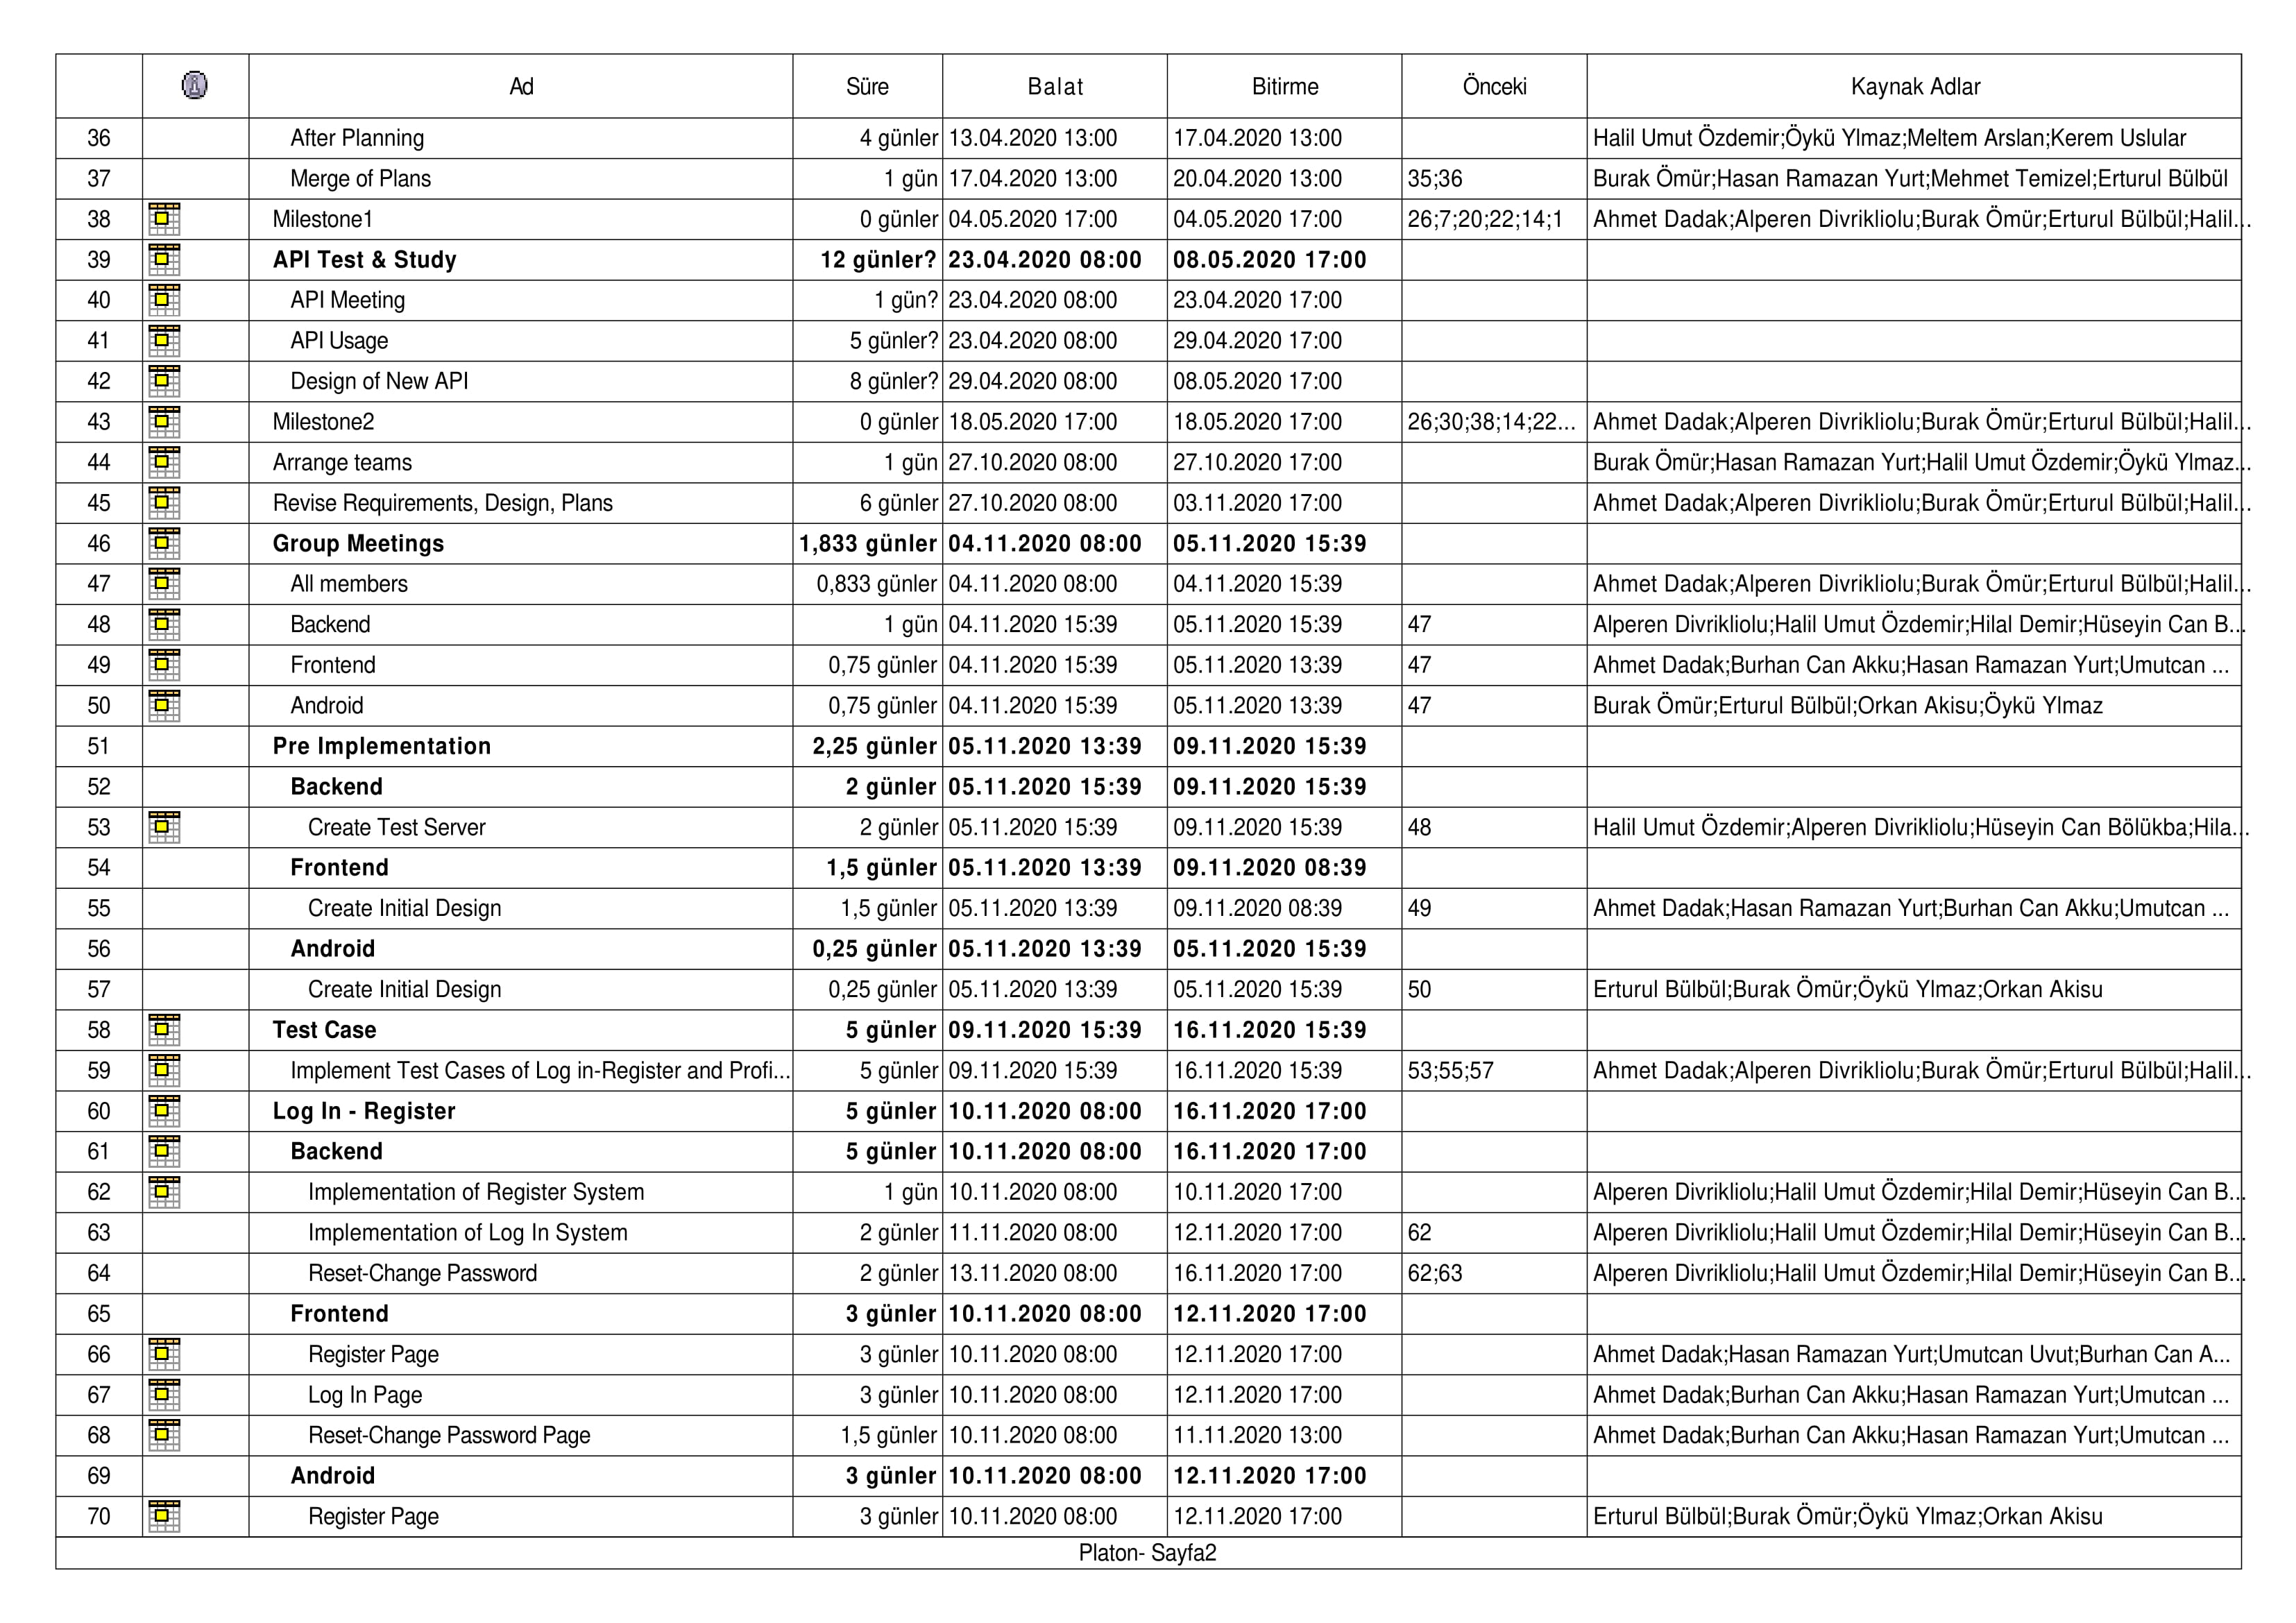 Ad Süre Balat Bitirme Önceki Kaynak Adlar
36 After Planning 4 günler 13.04.2020 13:00 17.04.2020 13:00 Halil Umut Özdemir;Öykü Ylmaz;Meltem Arslan;Kerem Uslular
37 Merge of Plans 1 gün 17.04.2020 13:00 20.04.2020 13:00 35;36 Burak Ömür;Hasan Ramazan Yurt;Mehmet Temizel;Erturul Bülbül
38 Milestone1 0 günler 04.05.2020 17:00 04.05.2020 17:00 26;7;20;22;14;1 Ahmet Dadak;Alperen Divrikliolu;Burak Ömür;Erturul Bülbül;Halil...
39 API Test & Study 12 günler? 23.04.2020 08:00 08.05.2020 17:00
40 API Meeting 1 gün? 23.04.2020 08:00 23.04.2020 17:00
41 API Usage 5 günler? 23.04.2020 08:00 29.04.2020 17:00
42 Design of New API 8 günler? 29.04.2020 08:00 08.05.2020 17:00
43 Milestone2 0 günler 18.05.2020 17:00 18.05.2020 17:00 26;30;38;14;22... Ahmet Dadak;Alperen Divrikliolu;Burak Ömür;Erturul Bülbül;Halil...
44 Arrange teams 1 gün 27.10.2020 08:00 27.10.2020 17:00 Burak Ömür;Hasan Ramazan Yurt;Halil Umut Özdemir;Öykü Ylmaz...
45 Revise Requirements, Design, Plans 6 günler 27.10.2020 08:00 03.11.2020 17:00 Ahmet Dadak;Alperen Divrikliolu;Burak Ömür;Erturul Bülbül;Halil...
46 Group Meetings 1,833 günler 04.11.2020 08:00 05.11.2020 15:39
47 All members 0,833 günler 04.11.2020 08:00 04.11.2020 15:39 Ahmet Dadak;Alperen Divrikliolu;Burak Ömür;Erturul Bülbül;Halil...
48 Backend 1 gün 04.11.2020 15:39 05.11.2020 15:39 47 Alperen Divrikliolu;Halil Umut Özdemir;Hilal Demir;Hüseyin Can B...
49 Frontend 0,75 günler 04.11.2020 15:39 05.11.2020 13:39 47 Ahmet Dadak;Burhan Can Akku;Hasan Ramazan Yurt;Umutcan ...
50 Android 0,75 günler 04.11.2020 15:39 05.11.2020 13:39 47 Burak Ömür;Erturul Bülbül;Orkan Akisu;Öykü Ylmaz
51 Pre Implementation 2,25 günler 05.11.2020 13:39 09.11.2020 15:39
52 Backend 2 günler 05.11.2020 15:39 09.11.2020 15:39
53 Create Test Server 2 günler 05.11.2020 15:39 09.11.2020 15:39 48 Halil Umut Özdemir;Alperen Divrikliolu;Hüseyin Can Bölükba;Hila...
54 Frontend 1,5 günler 05.11.2020 13:39 09.11.2020 08:39
55 Create Initial Design 1,5 günler 05.11.2020 13:39 09.11.2020 08:39 49 Ahmet Dadak;Hasan Ramazan Yurt;Burhan Can Akku;Umutcan ...
56 Android 0,25 günler 05.11.2020 13:39 05.11.2020 15:39
57 Create Initial Design 0,25 günler 05.11.2020 13:39 05.11.2020 15:39 50 Erturul Bülbül;Burak Ömür;Öykü Ylmaz;Orkan Akisu
58 Test Case 5 günler 09.11.2020 15:39 16.11.2020 15:39
59 Implement Test Cases of Log in-Register and Profi... 5 günler 09.11.2020 15:39 16.11.2020 15:39 53;55;57 Ahmet Dadak;Alperen Divrikliolu;Burak Ömür;Erturul Bülbül;Halil...
60 Log In - Register 5 günler 10.11.2020 08:00 16.11.2020 17:00
61 Backend 5 günler 10.11.2020 08:00 16.11.2020 17:00
62 Implementation of Register System 1 gün 10.11.2020 08:00 10.11.2020 17:00 Alperen Divrikliolu;Halil Umut Özdemir;Hilal Demir;Hüseyin Can B...
63 Implementation of Log In System 2 günler 11.11.2020 08:00 12.11.2020 17:00 62 Alperen Divrikliolu;Halil Umut Özdemir;Hilal Demir;Hüseyin Can B...
64 Reset-Change Password 2 günler 13.11.2020 08:00 16.11.2020 17:00 62;63 Alperen Divrikliolu;Halil Umut Özdemir;Hilal Demir;Hüseyin Can B...
65 Frontend 3 günler 10.11.2020 08:00 12.11.2020 17:00
66 Register Page 3 günler 10.11.2020 08:00 12.11.2020 17:00 Ahmet Dadak;Hasan Ramazan Yurt;Umutcan Uvut;Burhan Can A...
67 Log In Page 3 günler 10.11.2020 08:00 12.11.2020 17:00 Ahmet Dadak;Burhan Can Akku;Hasan Ramazan Yurt;Umutcan ...
68 Reset-Change Password Page 1,5 günler 10.11.2020 08:00 11.11.2020 13:00 Ahmet Dadak;Burhan Can Akku;Hasan Ramazan Yurt;Umutcan ...
69 Android 3 günler 10.11.2020 08:00 12.11.2020 17:00
70 Register Page 3 günler 10.11.2020 08:00 12.11.2020 17:00 Erturul Bülbül;Burak Ömür;Öykü Ylmaz;Orkan Akisu
Platon- Sayfa2